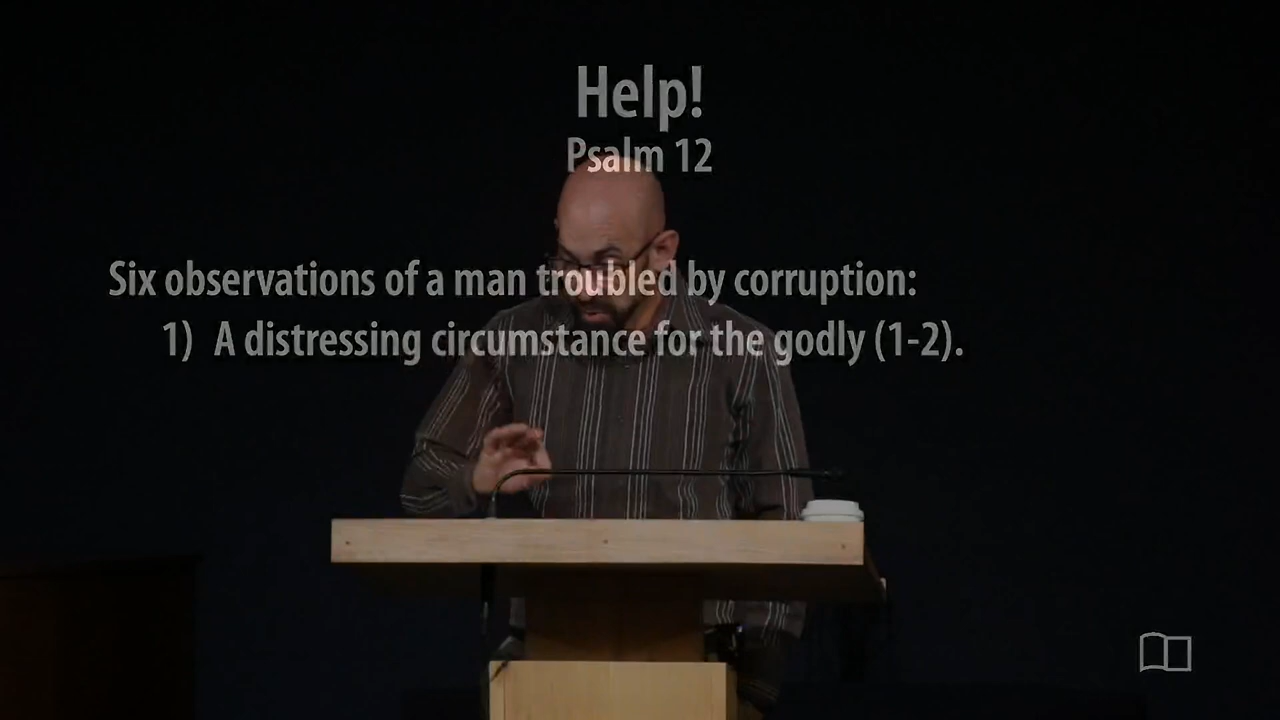 Help!
Psalm 12
Six observations of a man troubled by corruption:
1) A distressing circumstance for the godly (1-2).